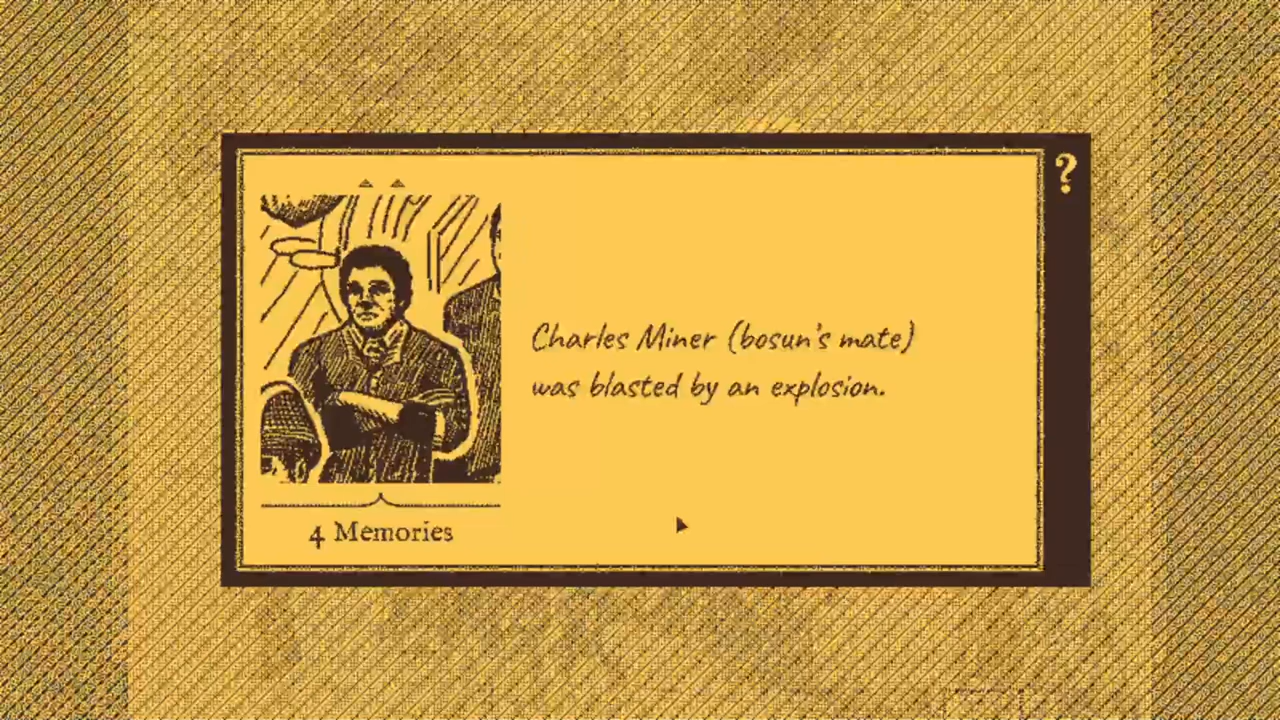 ?
Charles Miner (bosun's mate)
was blasted by an explosion.
4 Memories